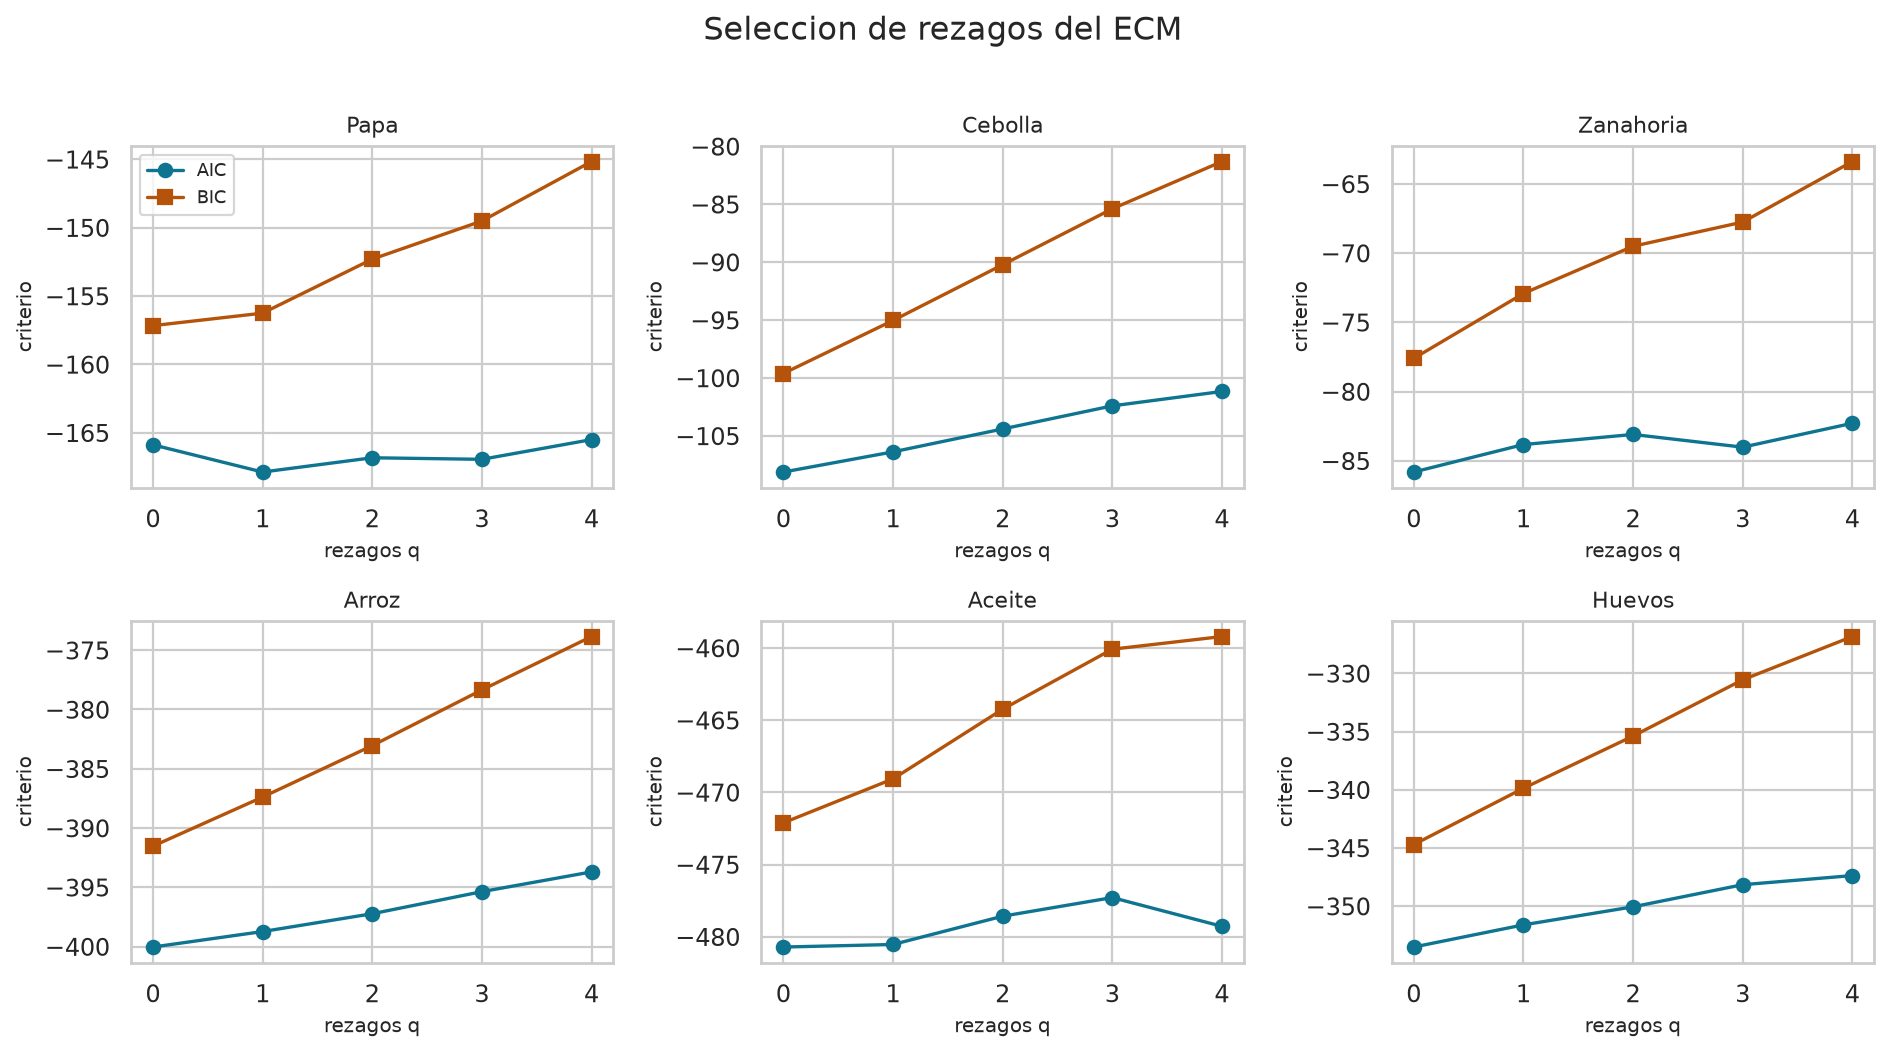 Seleccion de rezagos del ECM
Papa
Cebolla
Zanahoria
−145
−150
−155
−160
−165
criterio
AIC
BIC
0 1 2 3 4
rezagos q
−80
−85
−90
−95
−100
−105
criterio
0 1 2 3 4
rezagos q
−65
−70
−75
−80
−85
criterio
0 1 2 3 4
rezagos q
Arroz
Aceite
Huevos
−375
−380
−385
−390
−395
−400
criterio
0 1 2 3 4
rezagos q
−460
−465
−470
−475
−480
criterio
0 1 2 3 4
rezagos q
−330
−335
−340
−345
−350
criterio
0 1 2 3 4
rezagos q